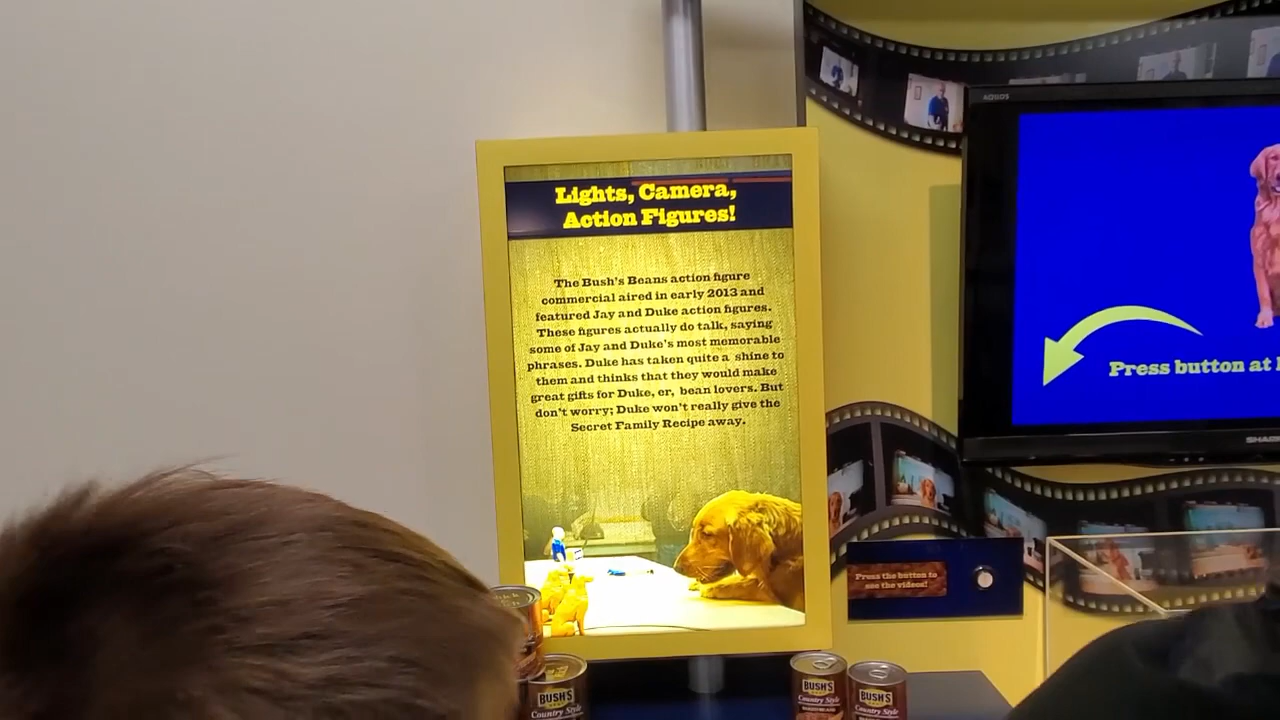 AQUOS
Lights, Camera,
Action Figures!
The Bush's Beans action figure
commercial aired in early 2013 and
featured Jay and Duke action figures.
These figures actually do talk, saying
some of Jay and Duke's most memorable
phrases. Duke has taken quite a shine to
them and thinks that they would make
great gifts for Duke, er, bean lovers. But
don't worry; Duke won't really give the
Secret Family Recipe away.
Press button at
SHARP
Press the button to
see the videos!
BUSH'S
Country Style
BUSH'S
Country Style
BUSH'S
Country Style